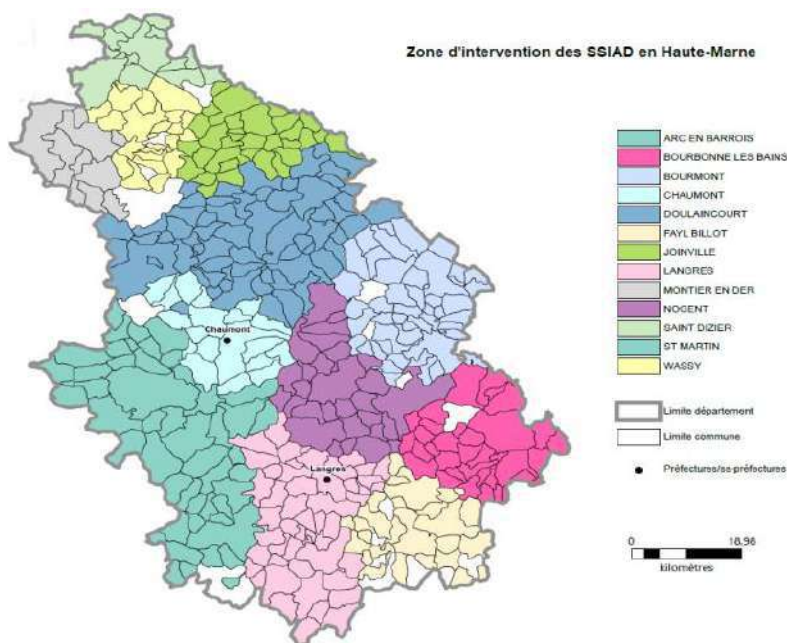 Zone d'intervention des SSIAD en Haute-Marne
ARC EN BARROIS
BOURBONNE LES BAINS
BOURMONT
CHAUMONT
DOULAINCOURT
FAYL BILLOT
JOINVILLE
LANGRES
MONTIER EN DER
NOGENT
SAINT DIZIER
ST MARTIN
WASSY
Chaumont
Langres
Limite département
Limite commune
Préfectures/ss-préfectures
0 18,96
kilomètres